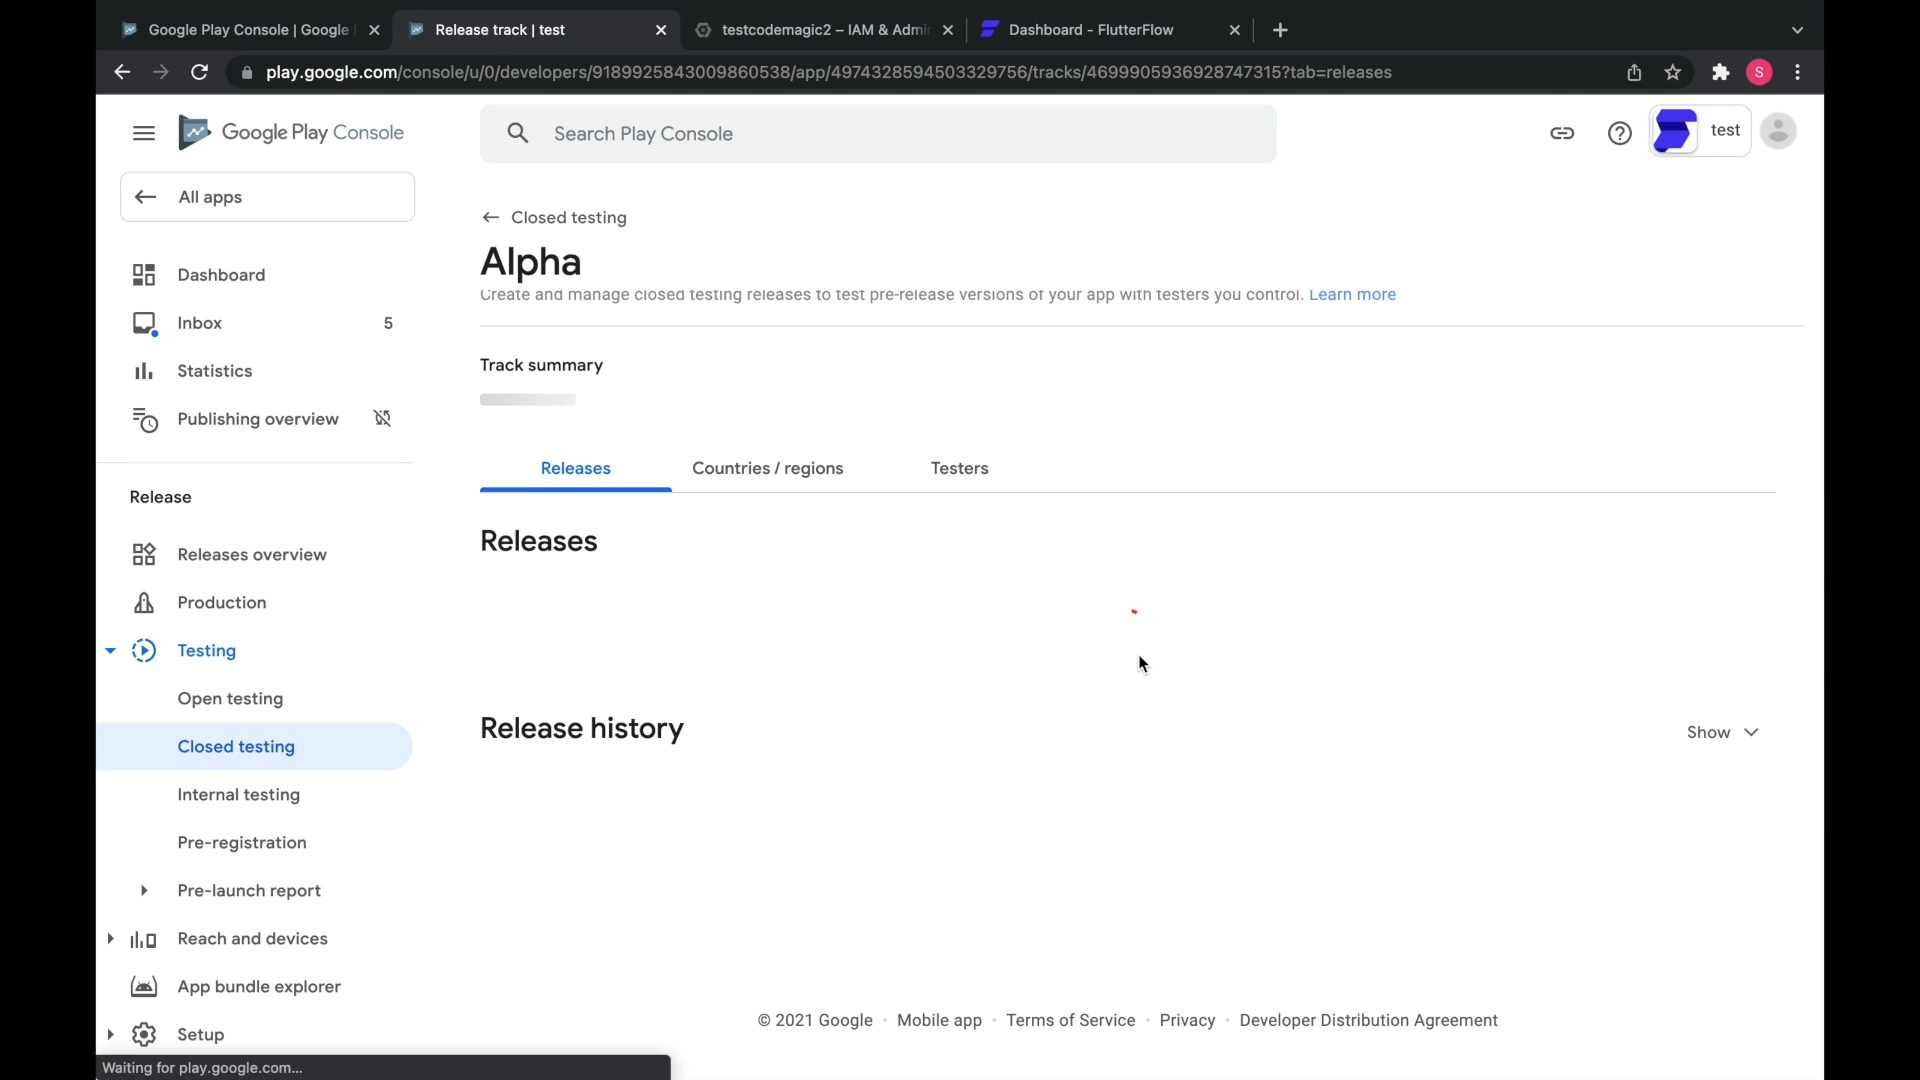 Google Play Console | Google
Release track | test
testcodemagic2 – IAM & Admi
Dashboard - FlutterFlow
play.google.com/console/u/0/developers/9189925843009860538/app/4974328594503329756/tracks/4699905936928747315?tab=releases
S
Google Play Console
Search Play Console
test
All apps
Dashboard
Inbox 5
Statistics
Publishing overview
Release
Releases overview
Production
Testing
Open testing
Closed testing
Internal testing
Pre-registration
Pre-launch report
Reach and devices
App bundle explorer
Setup
Closed testing
Alpha
Create and manage closed testing releases to test pre-release versions of your app with testers you control. Learn more
Track summary
Releases Countries / regions Testers
Releases
Release history Show
© 2021 Google · Mobile app · Terms of Service · Privacy · Developer Distribution Agreement
Waiting for play.google.com...